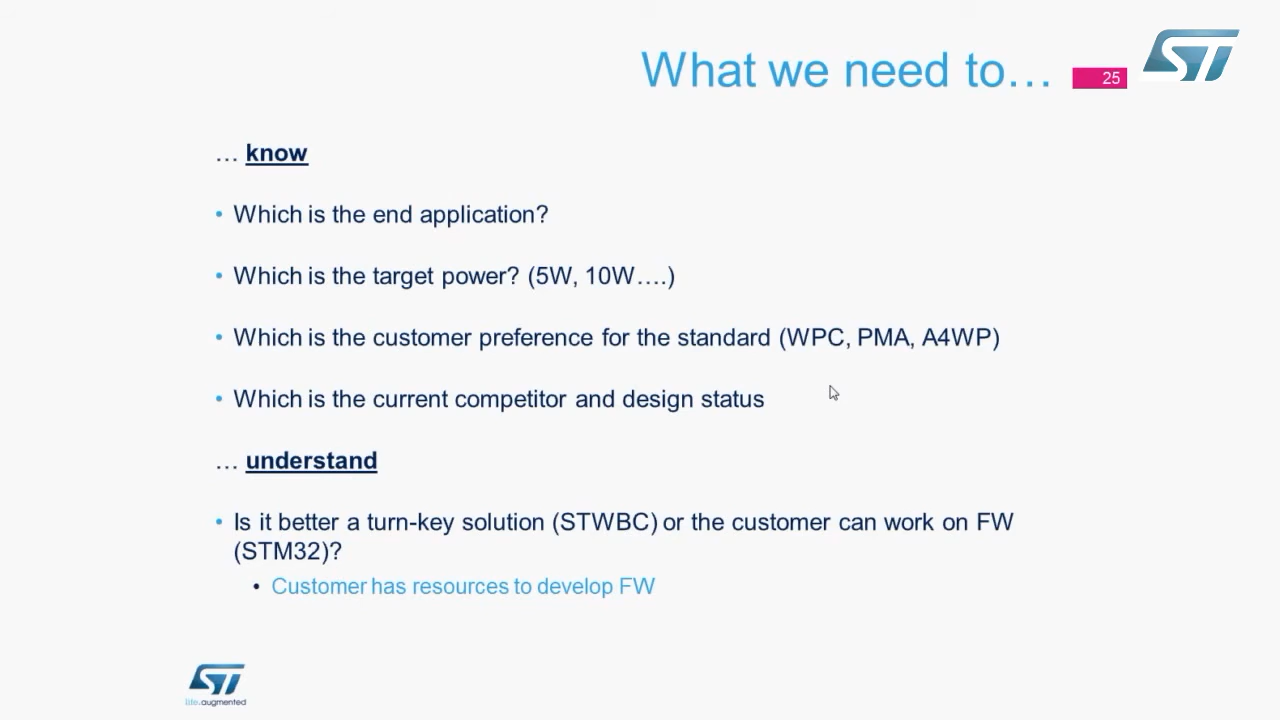 What we need to…
25
ST
… know
• Which is the end application?
• Which is the target power? (5W, 10W….)
• Which is the customer preference for the standard (WPC, PMA, A4WP)
• Which is the current competitor and design status
… understand
• Is it better a turn-key solution (STWBC) or the customer can work on FW
(STM32)?
• Customer has resources to develop FW
ST
life.augmented